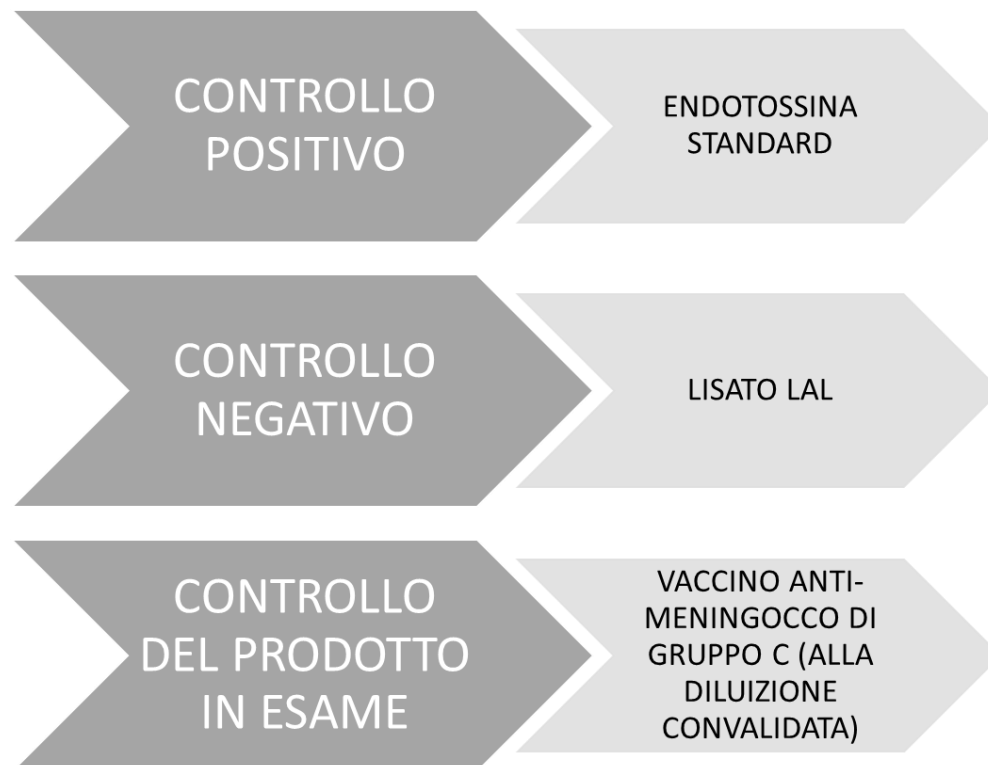 CONTROLLO
POSITIVO
ENDOTOSSINA
STANDARD
CONTROLLO
NEGATIVO
LISATO LAL
CONTROLLO
DEL PRODOTTO
IN ESAME
VACCINO ANTI-
MENINGOCCO DI
GRUPPO C (ALLA
DILUIZIONE
CONVALIDATA)